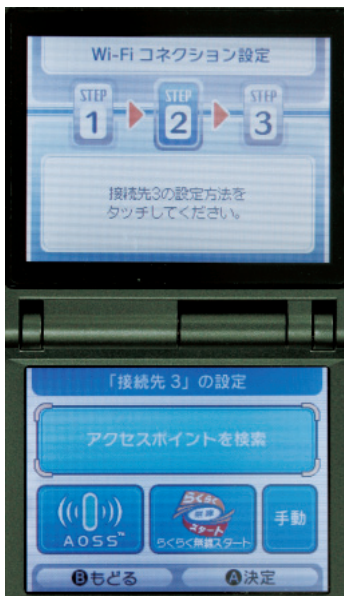 Wi-Fi コネクション設定
STEP STEP STEP
1 2 3
接続先3の設定方法を
タッチしてください。
「接続先 3」の設定
アクセスポイントを検索
AOSS™
らくらく
無線
スタート
らくらく無線スタート
手動
Bもどる
A決定